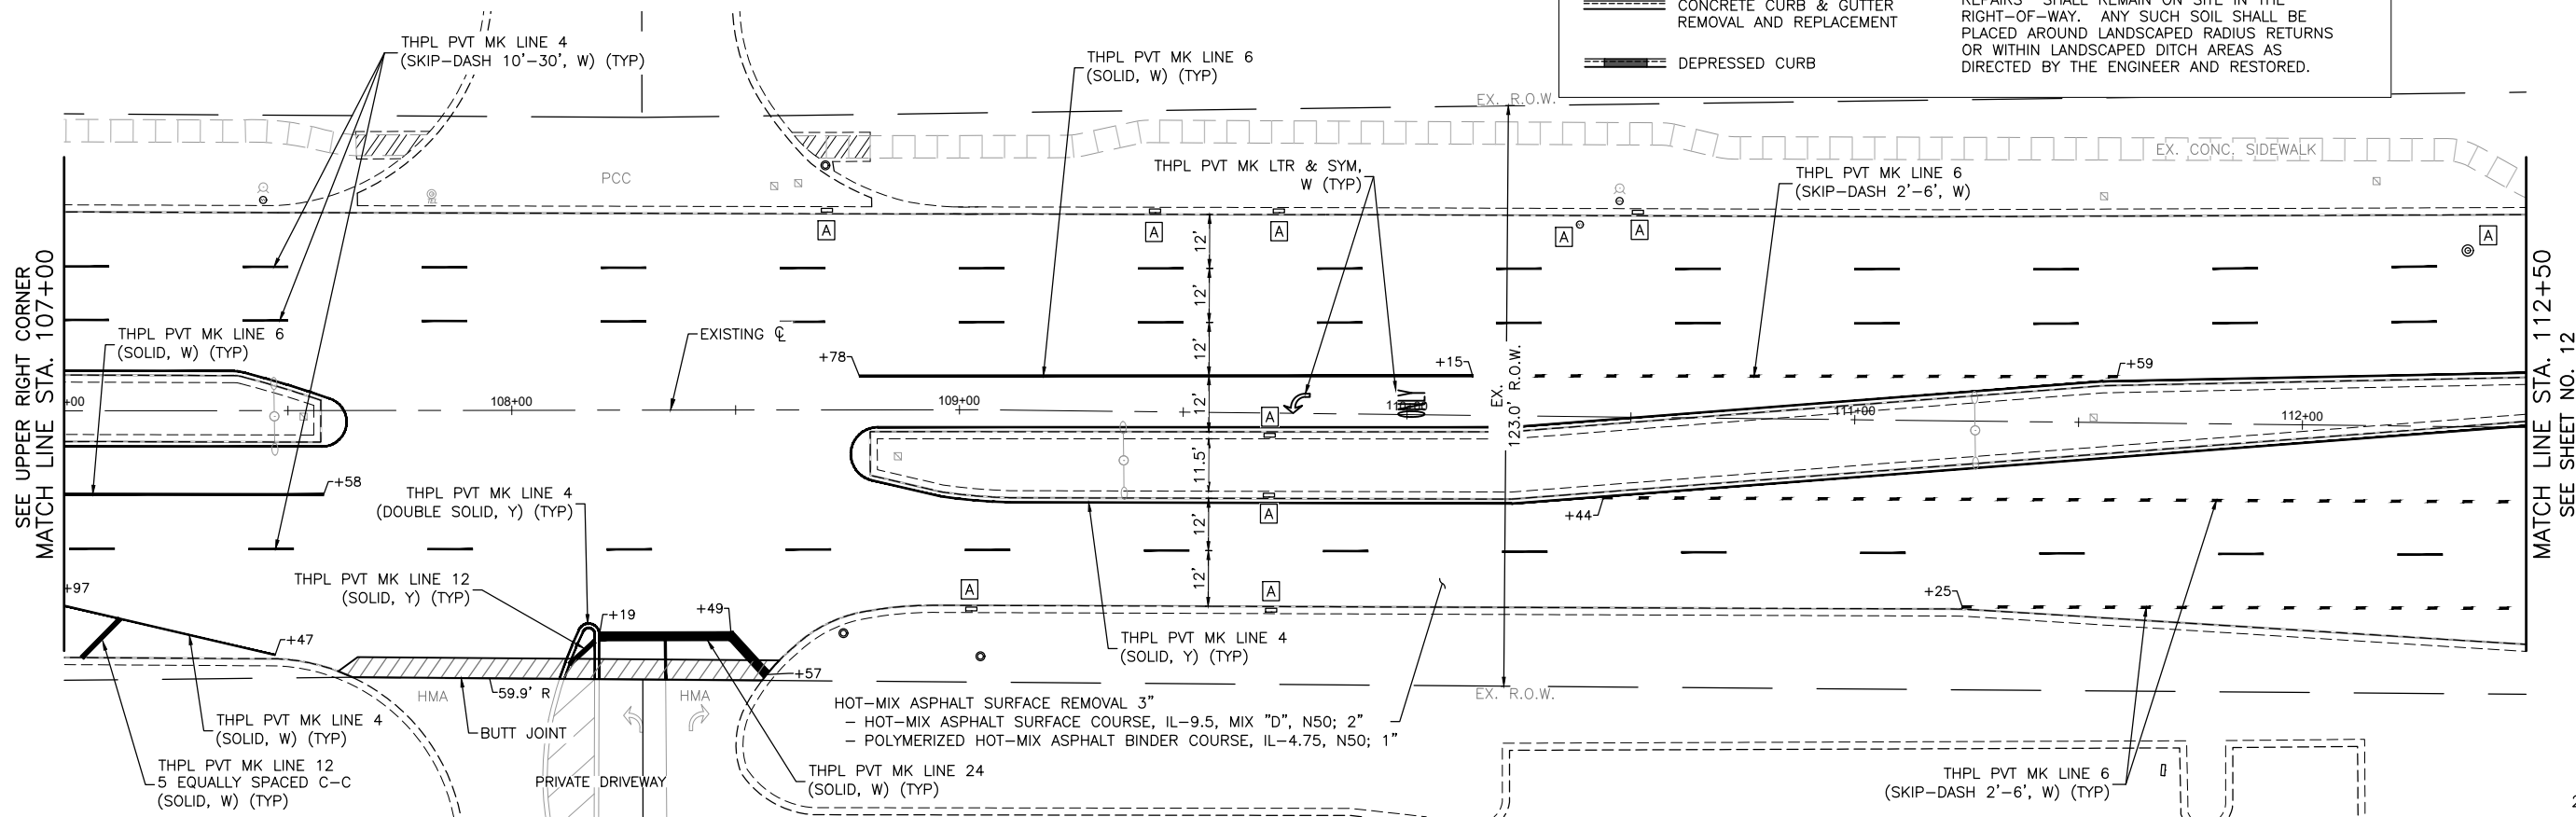 CONCRETE CURB & GUTTER
REMOVAL AND REPLACEMENT
DEPRESSED CURB
REPAIRS" SHALL REMAIN ON SITE IN THE
RIGHT-OF-WAY. ANY SUCH SOIL SHALL BE
PLACED AROUND LANDSCAPED RADIUS RETURNS
OR WITHIN LANDSCAPED DITCH AREAS AS
DIRECTED BY THE ENGINEER AND RESTORED.
THPL PVT MK LINE 4
(SKIP-DASH 10'-30', W) (TYP)
THPL PVT MK LINE 6
(SOLID, W) (TYP)
EX. R.O.W.
EX. CONC. SIDEWALK
PCC
THPL PVT MK LTR & SYM,
W (TYP)
THPL PVT MK LINE 6
(SKIP-DASH 2'-6', W)
A
A
A
A
A
A
12'
12'
12'
12'
11.5'
12'
12'
SEE UPPER RIGHT CORNER
MATCH LINE STA. 107+00
THPL PVT MK LINE 6
(SOLID, W) (TYP)
EXISTING ℄
+78
+15
+59
+00
108+00
109+00
110+00
111+00
112+00
ONLY
A
EX.
123.0' R.O.W.
MATCH LINE STA. 112+50
SEE SHEET NO. 12
+58
THPL PVT MK LINE 4
(DOUBLE SOLID, Y) (TYP)
A
+44
THPL PVT MK LINE 12
(SOLID, Y) (TYP)
+97
+47
+19
+49
+57
A
A
+25
THPL PVT MK LINE 4
(SOLID, Y) (TYP)
59.9' R
HMA
HMA
EX. R.O.W.
THPL PVT MK LINE 4
(SOLID, W) (TYP)
BUTT JOINT
HOT-MIX ASPHALT SURFACE REMOVAL 3"
- HOT-MIX ASPHALT SURFACE COURSE, IL-9.5, MIX "D", N50; 2"
- POLYMERIZED HOT-MIX ASPHALT BINDER COURSE, IL-4.75, N50; 1"
THPL PVT MK LINE 12
5 EQUALLY SPACED C-C
(SOLID, W) (TYP)
PRIVATE DRIVEWAY
THPL PVT MK LINE 24
(SOLID, W) (TYP)
THPL PVT MK LINE 6
(SKIP-DASH 2'-6', W) (TYP)